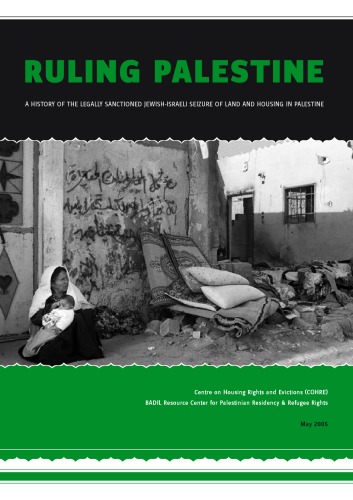 RULING PALESTINE
A HISTORY OF THE LEGALLY SANCTIONED JEWISH-ISRAELI SEIZURE OF LAND AND HOUSING IN PALESTINE
Centre on Housing Rights and Evictions (COHRE)
BADIL Resource Center for Palestinian Residency & Refugee Rights
May 2005